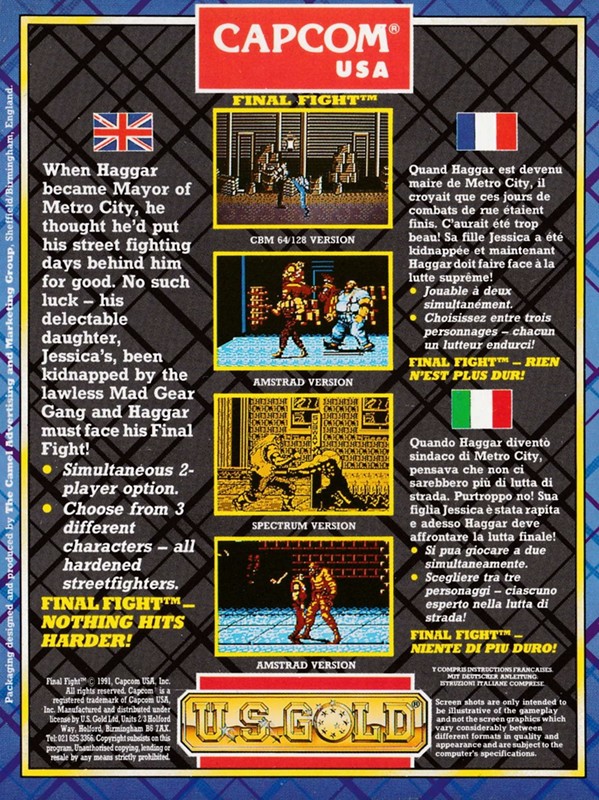 CAPCOM®
USA
FINAL FIGHT™
When Haggar
became Mayor of
Metro City, he
thought he'd put
his street fighting
days behind him
for good. No such
luck – his
delectable
daughter,
Jessica's, been
kidnapped by the
lawless Mad Gear
Gang and Haggar
must face his Final
Fight!
• Simultaneous 2-
player option.
• Choose from 3
different
characters – all
hardened
streetfighters.
FINAL FIGHT™ –
NOTHING HITS
HARDER!
CBM 64/128 VERSION
AMSTRAD VERSION
SPECTRUM VERSION
AMSTRAD VERSION
Quand Haggar est devenu
maire de Metro City, il
croyait que ces jours de
combats de rue étaient
finis. C'aurait été trop
beau! Sa fille Jessica a été
kidnappée et maintenant
Haggar doit faire face à la
lutte suprême!
• Jouable à deux
simultanément.
• Choisissez entre trois
personnages – chacun
un lutteur endurci!
FINAL FIGHT™ – RIEN
N'EST PLUS DUR!
Quando Haggar diventò
sindaco di Metro City,
pensava che non ci
sarebbero più di lutta di
strada. Purtroppo no! Sua
figlia Jessica è stata rapita
e adesso Haggar deve
affrontare la lutta finale!
• Si pua giocare a due
simultaneamente.
• Scegliere tra tre
personaggi – ciascuno
esperto nella lutta di
strada!
FINAL FIGHT™ –
NIENTE DI PIU DURO!
Y COMPRIS INSTRUCTIONS FRANCAISES.
MIT DEUTSCHER ANLEITUNG.
ISTRUZIONI ITALIANE COMPRESE.
Final Fight™ © 1991, Capcom USA, Inc.
All rights reserved. Capcom® is a
registered trademark of Capcom USA,
Inc. Manufactured and distributed under
license by U.S. Gold Ltd, Units 2/3 Holford
Way, Holford, Birmingham B6 7AX.
Tel: 021 625 3366. Copyright subsists on this
program. Unauthorised copying, lending or
resale by any means strictly prohibited.
U.S. GOLD®
Screen shots are only intended to
be illustrative of the gameplay
and not the screen graphics which
vary considerably between
different formats in quality and
appearance and are subject to the
computer's specifications.
Packaging designed and produced by The Camel Advertising and Marketing Group, Sheffield/Birmingham, England.